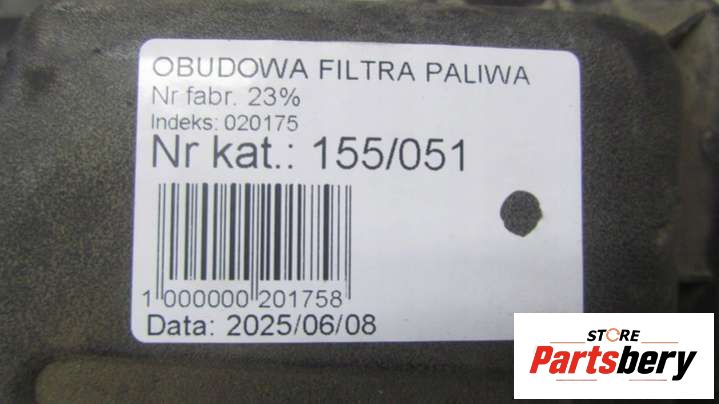 OBUDOWA FILTRA PALIWA
Nr fabr. 23%
Indeks: 020175
Nr kat.: 155/051
1 000000 201758
Data: 2025/06/08
STORE
Partsbery